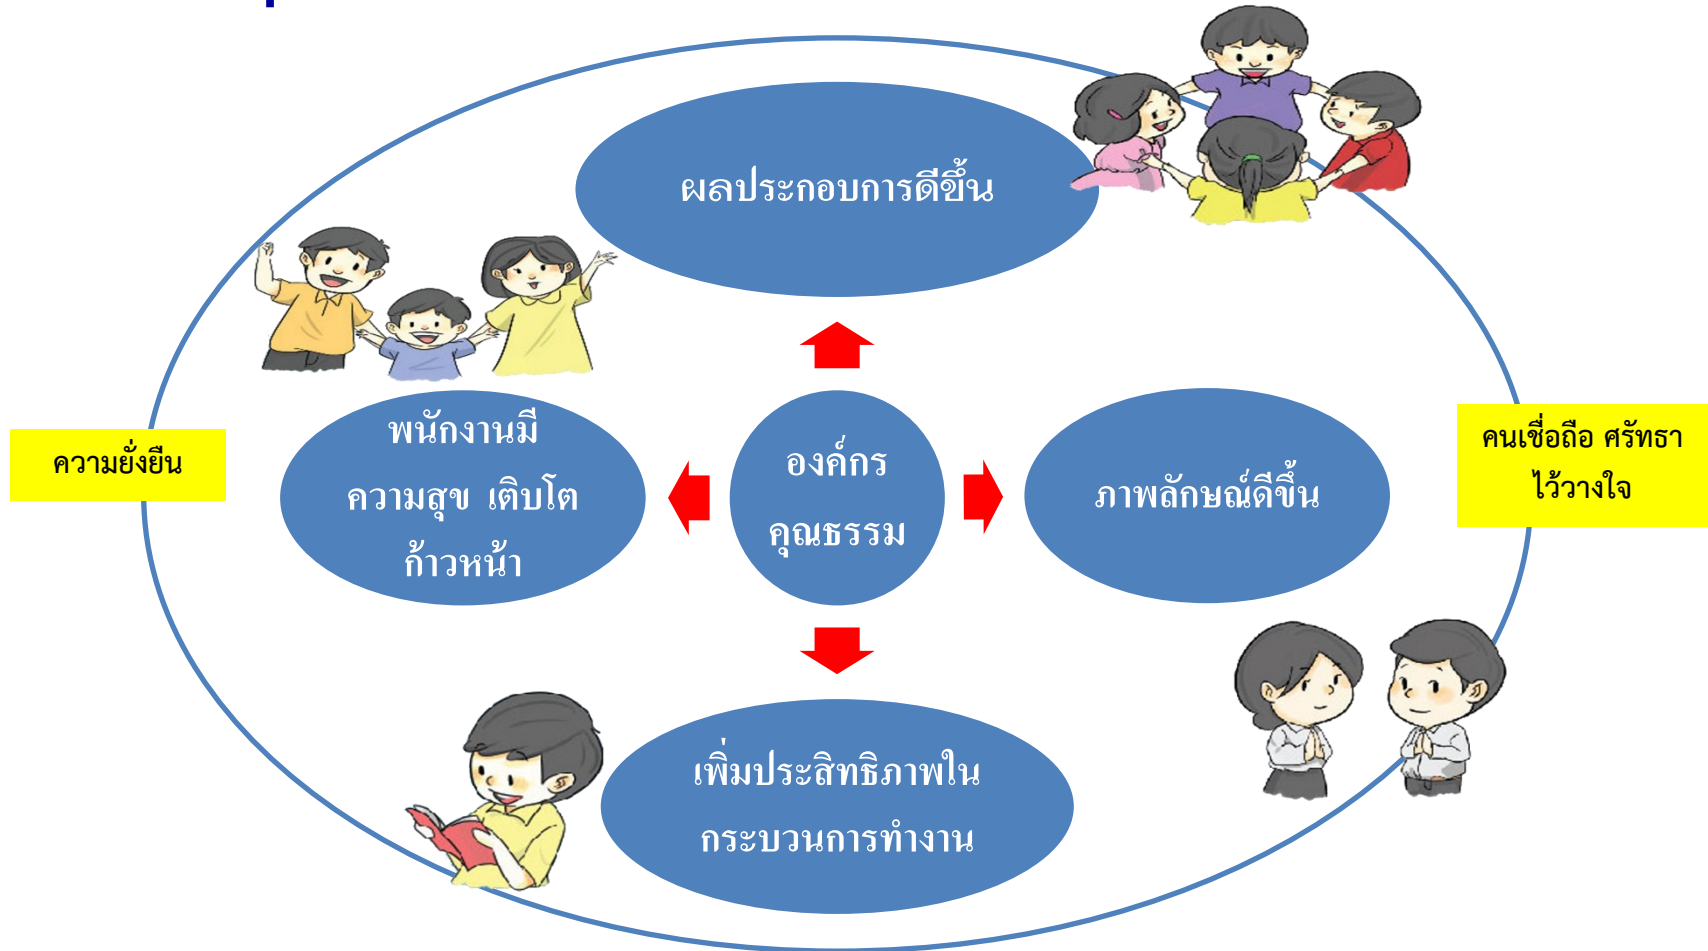 ผลประกอบการดีขึ้น
พนักงานมี
ความสุข เติบโต
ก้าวหน้า
องค์กร
คุณธรรม
ภาพลักษณ์ดีขึ้น
เพิ่มประสิทธิภาพใน
กระบวนการทำงาน
ความยั่งยืน
คนเชื่อถือ ศรัทธา
ไว้วางใจ